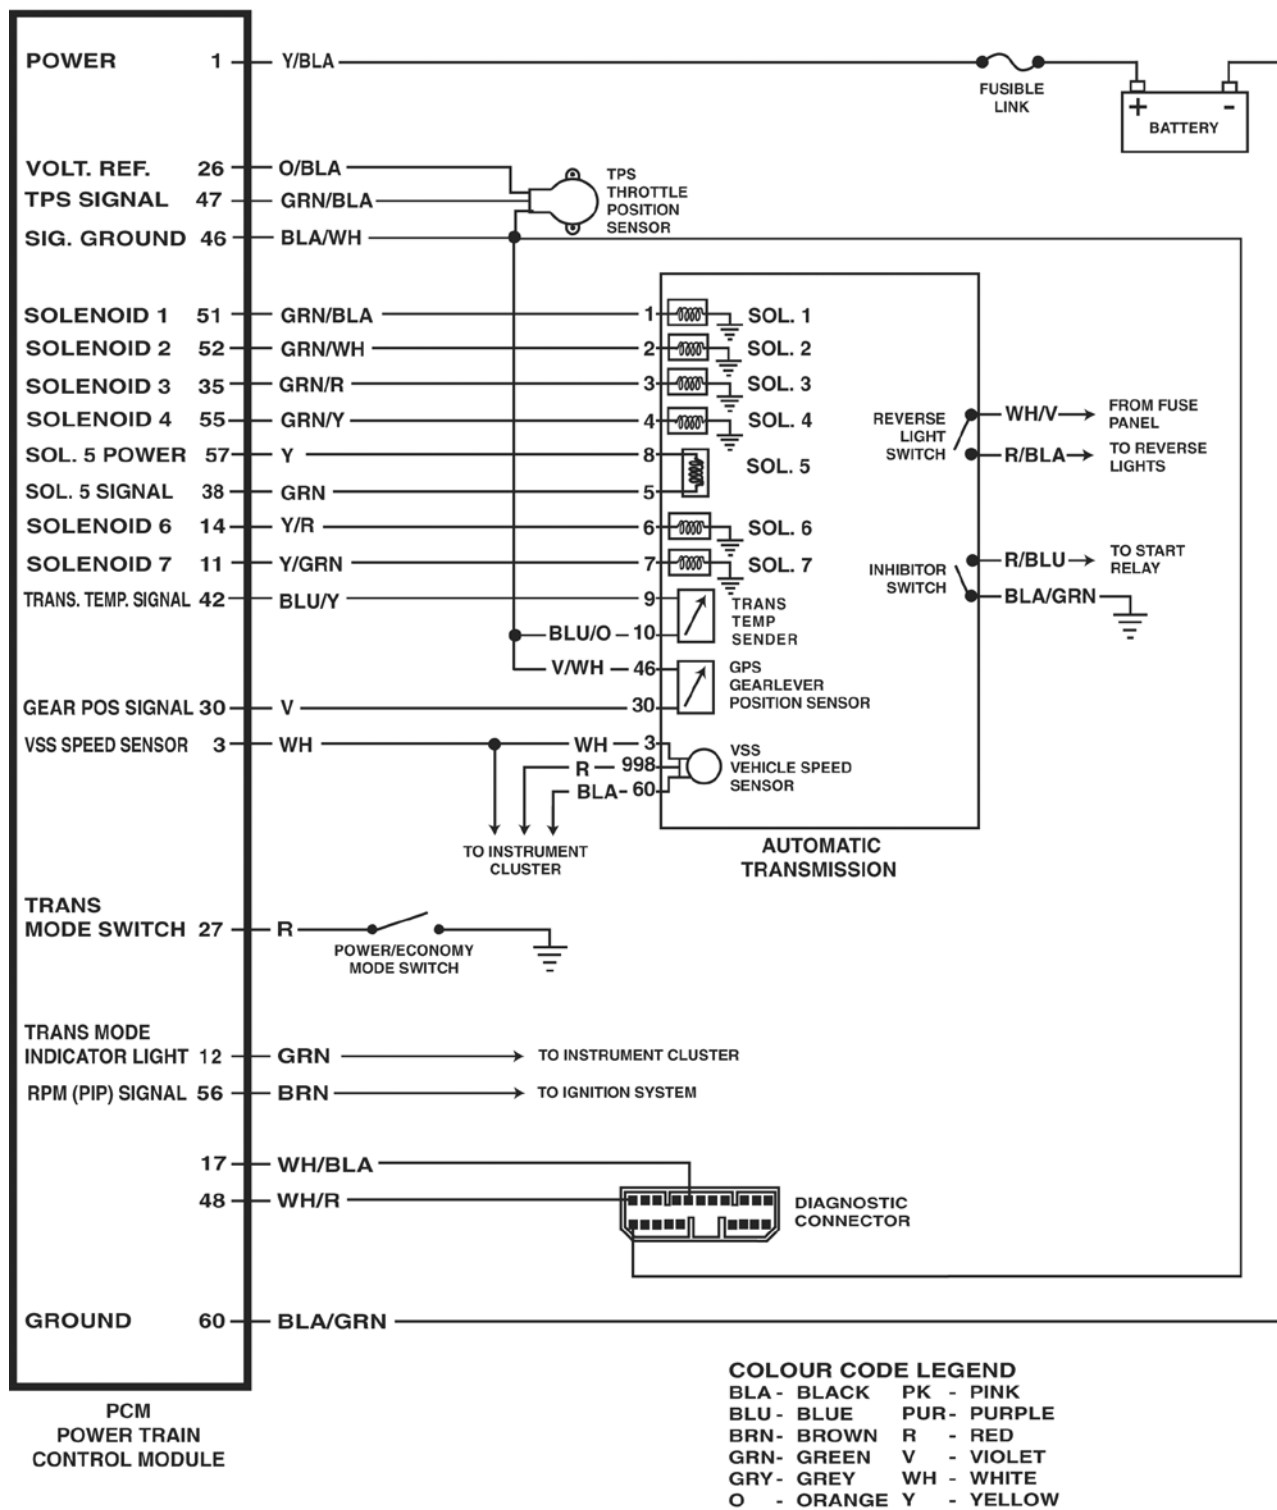 POWER 1 Y/BLA
FUSIBLE
LINK
+ -
BATTERY
VOLT. REF. 26 O/BLA
TPS SIGNAL 47 GRN/BLA
SIG. GROUND 46 BLA/WH
TPS
THROTTLE
POSITION
SENSOR
SOLENOID 1 51 GRN/BLA 1 SOL. 1
SOLENOID 2 52 GRN/WH 2 SOL. 2
SOLENOID 3 35 GRN/R 3 SOL. 3
SOLENOID 4 55 GRN/Y 4 SOL. 4
SOL. 5 POWER 57 Y 8
SOL. 5
SOL. 5 SIGNAL 38 GRN 5
SOLENOID 6 14 Y/R 6 SOL. 6
SOLENOID 7 11 Y/GRN 7 SOL. 7
TRANS. TEMP. SIGNAL 42 BLU/Y 9
BLU/O 10
TRANS
TEMP
SENDER
V/WH 46
GPS
GEARLEVER
POSITION SENSOR
GEAR POS SIGNAL 30 V 30
VSS SPEED SENSOR 3 WH WH 3
R 998
BLA 60
VSS
VEHICLE SPEED
SENSOR
REVERSE
LIGHT
SWITCH
WH/V
FROM FUSE
PANEL
R/BLA
TO REVERSE
LIGHTS
INHIBITOR
SWITCH
R/BLU
TO START
RELAY
BLA/GRN
TO INSTRUMENT
CLUSTER
AUTOMATIC
TRANSMISSION
TRANS
MODE SWITCH 27 R
POWER/ECONOMY
MODE SWITCH
TRANS MODE
INDICATOR LIGHT 12 GRN TO INSTRUMENT CLUSTER
RPM (PIP) SIGNAL 56 BRN TO IGNITION SYSTEM
17 WH/BLA
48 WH/R
DIAGNOSTIC
CONNECTOR
GROUND 60 BLA/GRN
PCM
POWER TRAIN
CONTROL MODULE
COLOUR CODE LEGEND
BLA - BLACK PK - PINK
BLU - BLUE PUR - PURPLE
BRN - BROWN R - RED
GRN - GREEN V - VIOLET
GRY - GREY WH - WHITE
O - ORANGE Y - YELLOW